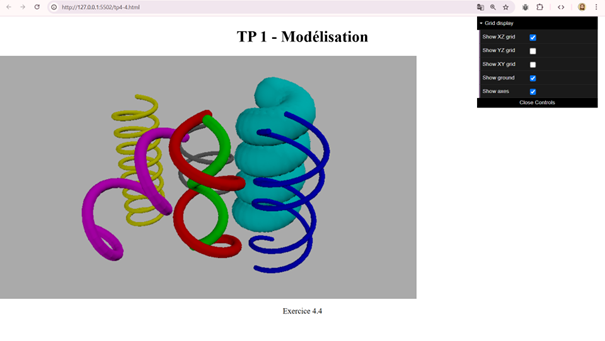 http://127.0.0.1:5502/tp4-4.html
TP 1 - Modélisation
Grid display
Show XZ grid
Show YZ grid
Show XY grid
Show ground
Show axes
Close Controls
Exercice 4.4